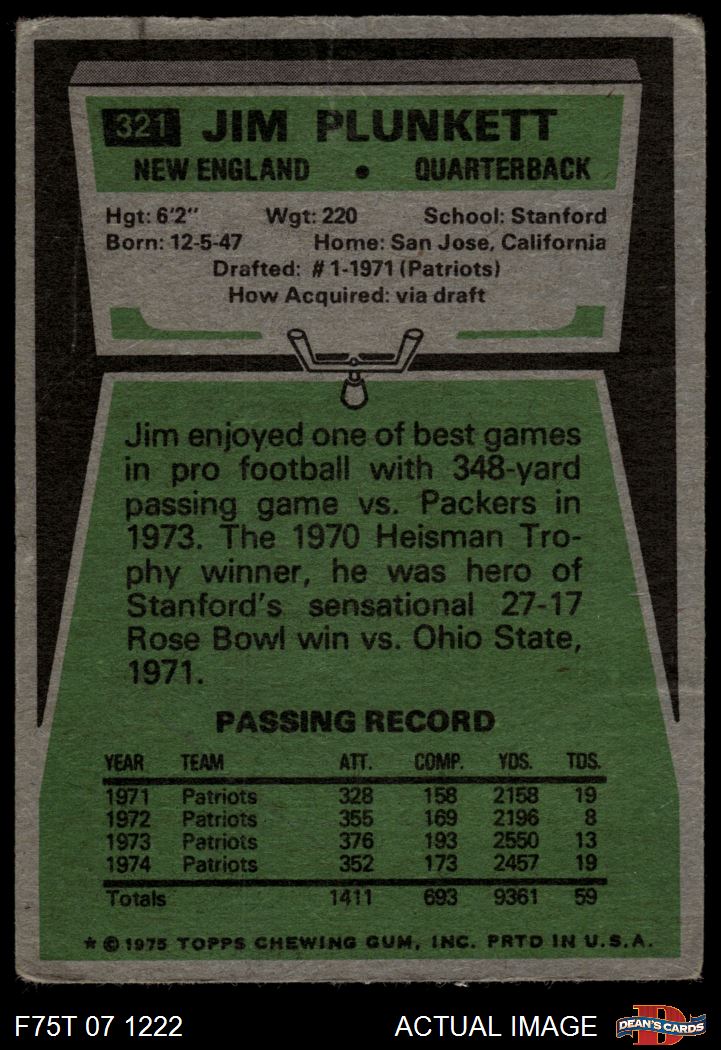 321 JIM PLUNKETT
NEW ENGLAND • QUARTERBACK
Hgt: 6'2" Wgt: 220 School: Stanford
Born: 12-5-47 Home: San Jose, California
Drafted: #1-1971 (Patriots)
How Acquired: via draft
Jim enjoyed one of best games
in pro football with 348-yard
passing game vs. Packers in
1973. The 1970 Heisman Tro-
phy winner, he was hero of
Stanford's sensational 27-17
Rose Bowl win vs. Ohio State,
1971.
PASSING RECORD
YEAR TEAM ATT. COMP. YDS. TDS.
1971 Patriots 328 158 2158 19
1972 Patriots 355 169 2196 8
1973 Patriots 376 193 2550 13
1974 Patriots 352 173 2457 19
Totals 1411 693 9361 59
★ © 1975 TOPPS CHEWING GUM, INC. PRTD IN U.S.A.
F75T 07 1222 ACTUAL IMAGE D DEAN'S CARDS